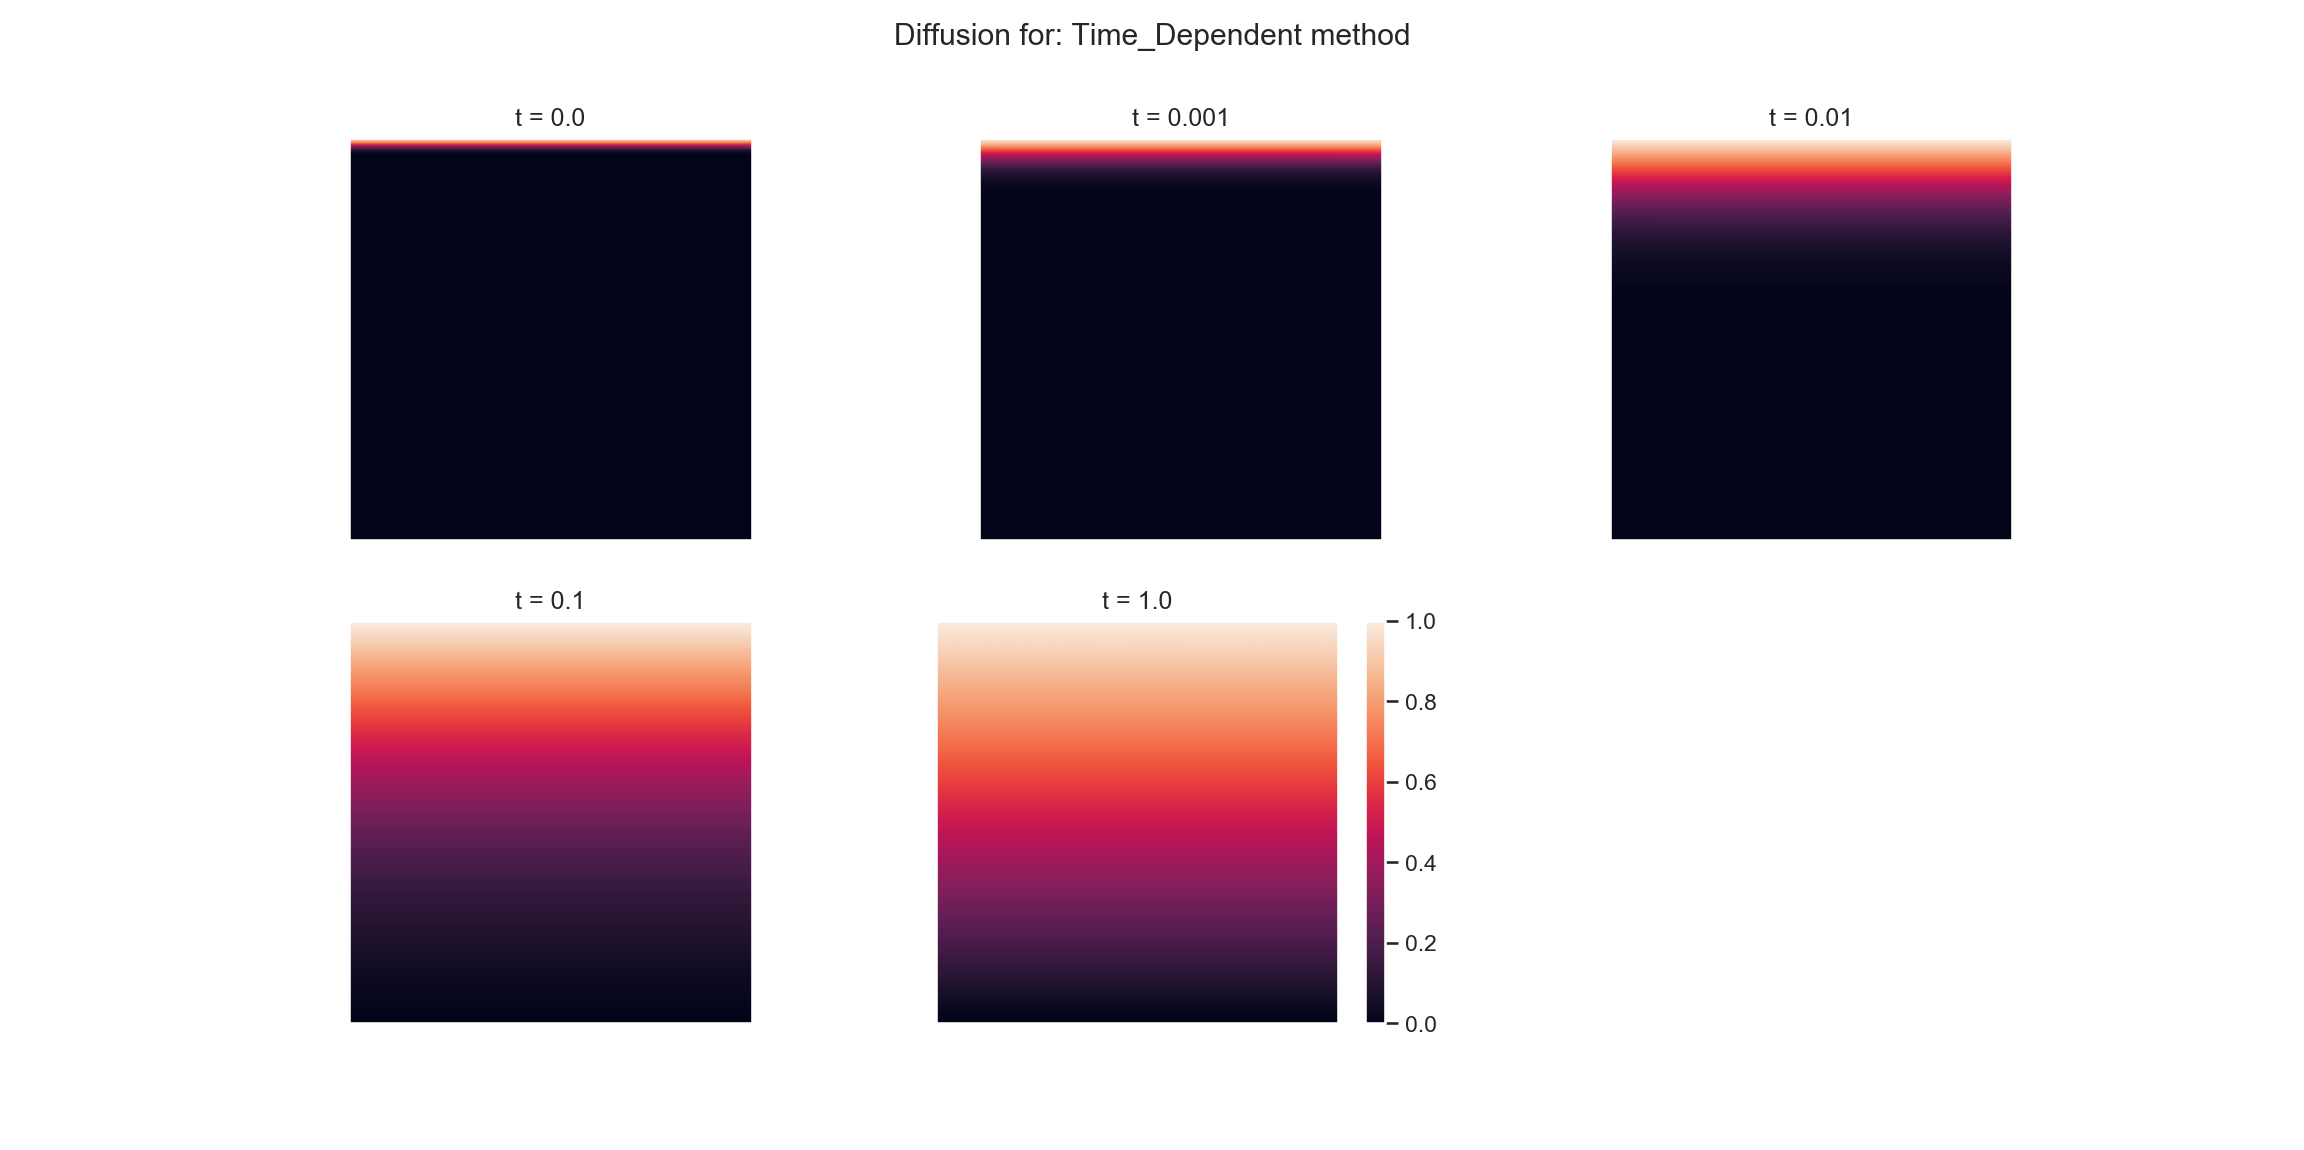 Diffusion for: Time_Dependent method
t = 0.0
t = 0.001
t = 0.01
t = 0.1
t = 1.0
1.0
0.8
0.6
0.4
0.2
0.0